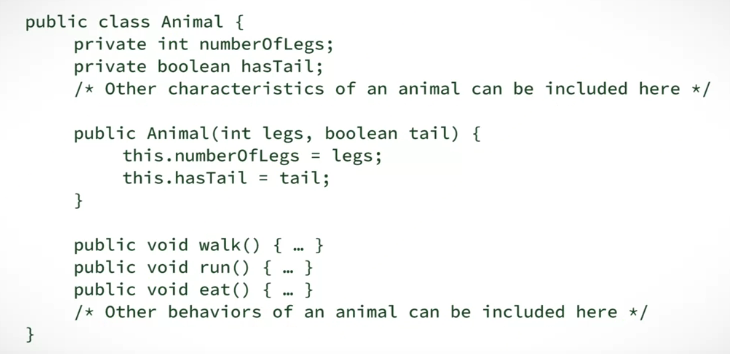 public class Animal {
private int numberOfLegs;
private boolean hasTail;
/* Other characteristics of an animal can be included here */
public Animal(int legs, boolean tail) {
this.numberOfLegs = legs;
this.hasTail = tail;
}
public void walk() { … }
public void run() { … }
public void eat() { … }
/* Other behaviors of an animal can be included here */
}